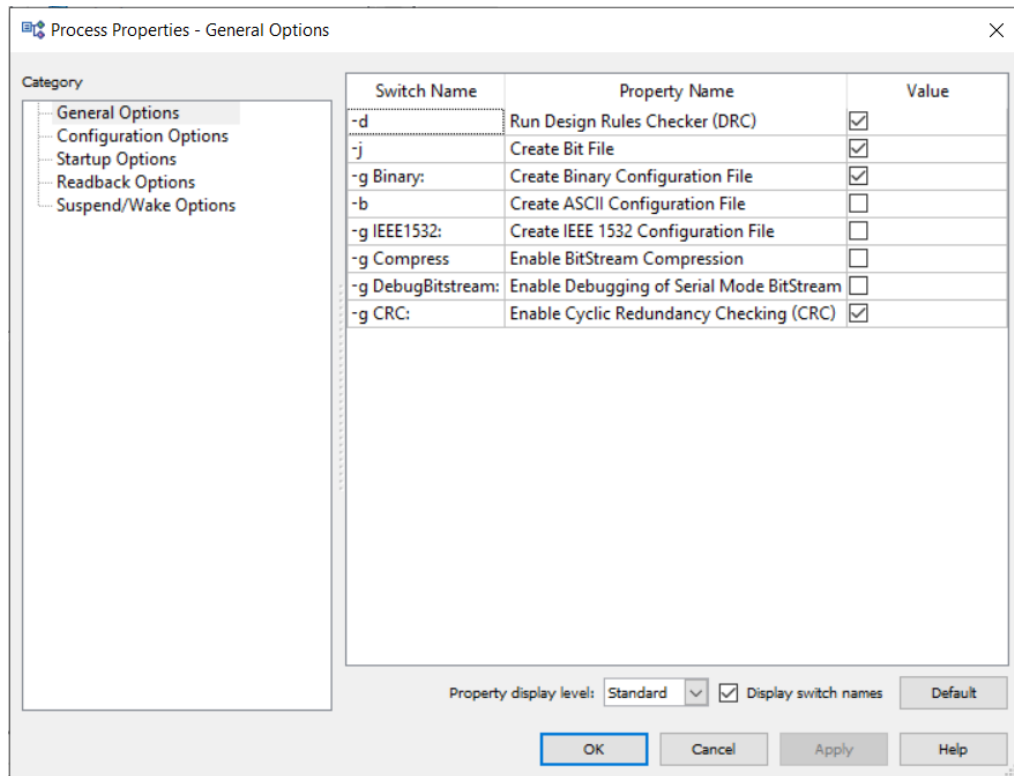 Process Properties - General Options
Category
General Options
Configuration Options
Startup Options
Readback Options
Suspend/Wake Options
Switch Name Property Name Value
-d Run Design Rules Checker (DRC)
-j Create Bit File
-g Binary: Create Binary Configuration File
-b Create ASCII Configuration File
-g IEEE1532: Create IEEE 1532 Configuration File
-g Compress Enable BitStream Compression
-g DebugBitstream: Enable Debugging of Serial Mode BitStream
-g CRC: Enable Cyclic Redundancy Checking (CRC)
Property display level: Standard Display switch names Default
OK Cancel Apply Help